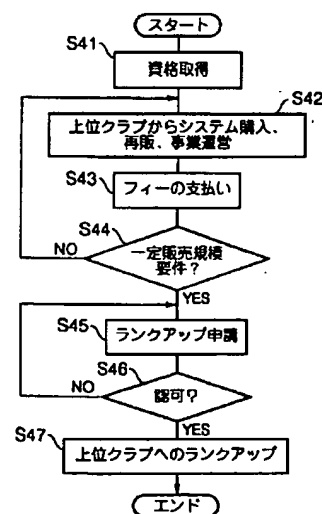 スタート
S41
資格取得
S42
上位クラブからシステム購入、
再販、事業運営
S43
フィーの支払い
S44
一定販売規模
要件?
NO
YES
S45
ランクアップ申請
S46
認可?
NO
YES
S47
上位クラブへのランクアップ
エンド